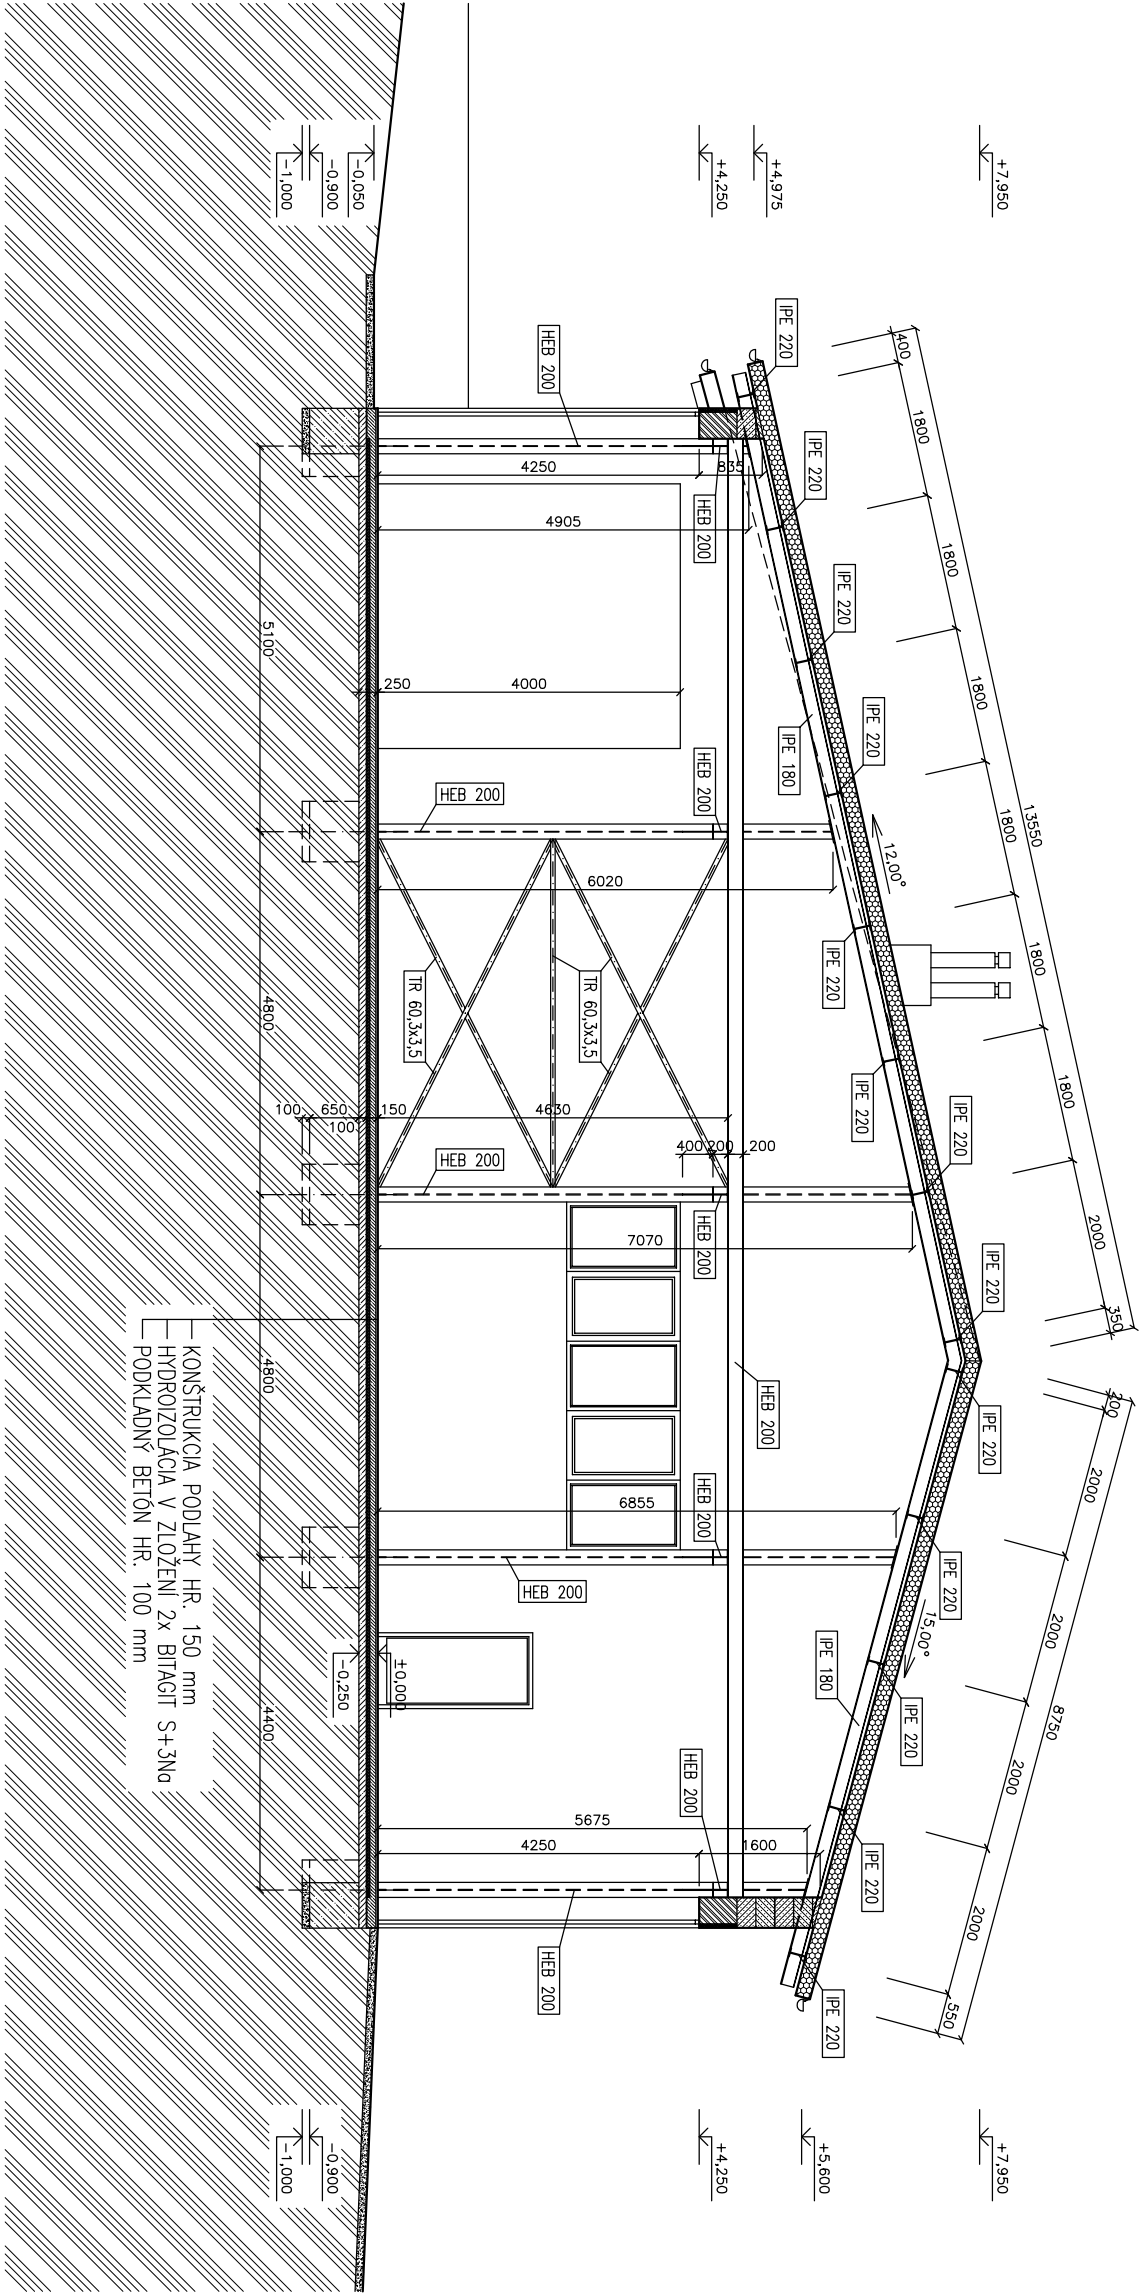 +7,950
+4,975
+4,250
-0,050
-0,900
-1,000
13550
400
1800
1800
1800
1800
1800
1800
2000
350
8750
200
2000
2000
2000
2000
550
12,00°
15,00°
IPE 220
IPE 220
IPE 220
IPE 220
IPE 220
IPE 220
IPE 220
IPE 220
IPE 220
IPE 220
IPE 220
IPE 220
IPE 220
IPE 180
IPE 180
HEB 200
HEB 200
HEB 200
HEB 200
HEB 200
HEB 200
HEB 200
HEB 200
HEB 200
HEB 200
HEB 200
TR 60,3x3,5
TR 60,3x3,5
4250
835
4905
250
4000
6020
4630
150
100
650
100
400
200
200
7070
6855
5675
4250
1600
±0,000
-0,250
5100
4800
4800
4400
KONŠTRUKCIA PODLAHY HR. 150 mm
HYDROIZOLÁCIA V ZLOŽENÍ 2x BITAGIT S+3Na
PODKLADNÝ BETÓN HR. 100 mm
+7,950
+5,600
+4,250
-0,900
-1,000